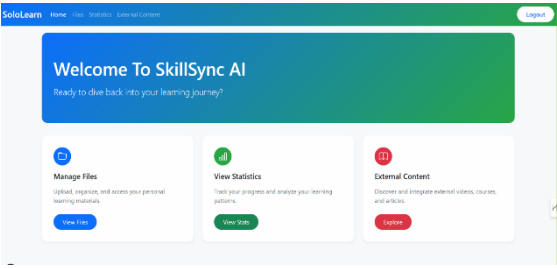 SoloLearn Home Files Statistics External Content Logout
Welcome To SkillSync AI
Ready to dive back into your learning journey?
Manage Files
Upload, organize, and access your personal
learning materials.
View Files
View Statistics
Track your progress and analyze your learning
patterns.
View Stats
External Content
Discover and integrate external videos, courses,
and articles.
Explore